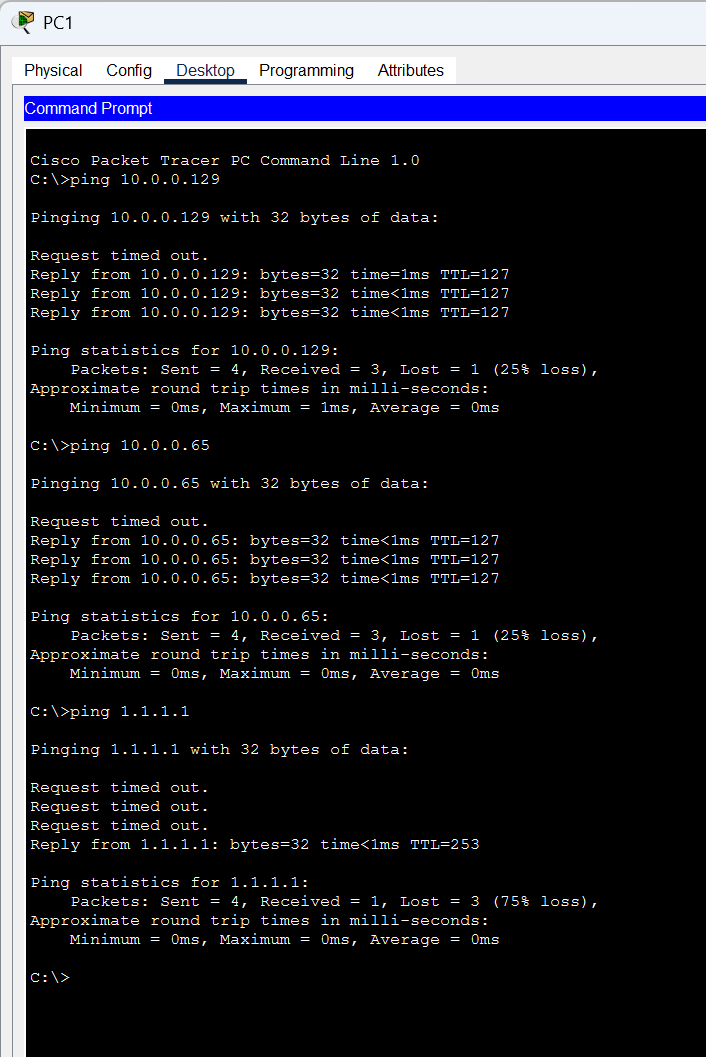 PC1
Physical Config Desktop Programming Attributes
Command Prompt
Cisco Packet Tracer PC Command Line 1.0
C:\>ping 10.0.0.129
Pinging 10.0.0.129 with 32 bytes of data:
Request timed out.
Reply from 10.0.0.129: bytes=32 time=1ms TTL=127
Reply from 10.0.0.129: bytes=32 time<1ms TTL=127
Reply from 10.0.0.129: bytes=32 time<1ms TTL=127
Ping statistics for 10.0.0.129:
Packets: Sent = 4, Received = 3, Lost = 1 (25% loss),
Approximate round trip times in milli-seconds:
Minimum = 0ms, Maximum = 1ms, Average = 0ms
C:\>ping 10.0.0.65
Pinging 10.0.0.65 with 32 bytes of data:
Request timed out.
Reply from 10.0.0.65: bytes=32 time<1ms TTL=127
Reply from 10.0.0.65: bytes=32 time<1ms TTL=127
Reply from 10.0.0.65: bytes=32 time<1ms TTL=127
Ping statistics for 10.0.0.65:
Packets: Sent = 4, Received = 3, Lost = 1 (25% loss),
Approximate round trip times in milli-seconds:
Minimum = 0ms, Maximum = 0ms, Average = 0ms
C:\>ping 1.1.1.1
Pinging 1.1.1.1 with 32 bytes of data:
Request timed out.
Request timed out.
Request timed out.
Reply from 1.1.1.1: bytes=32 time<1ms TTL=253
Ping statistics for 1.1.1.1:
Packets: Sent = 4, Received = 1, Lost = 3 (75% loss),
Approximate round trip times in milli-seconds:
Minimum = 0ms, Maximum = 0ms, Average = 0ms
C:\>